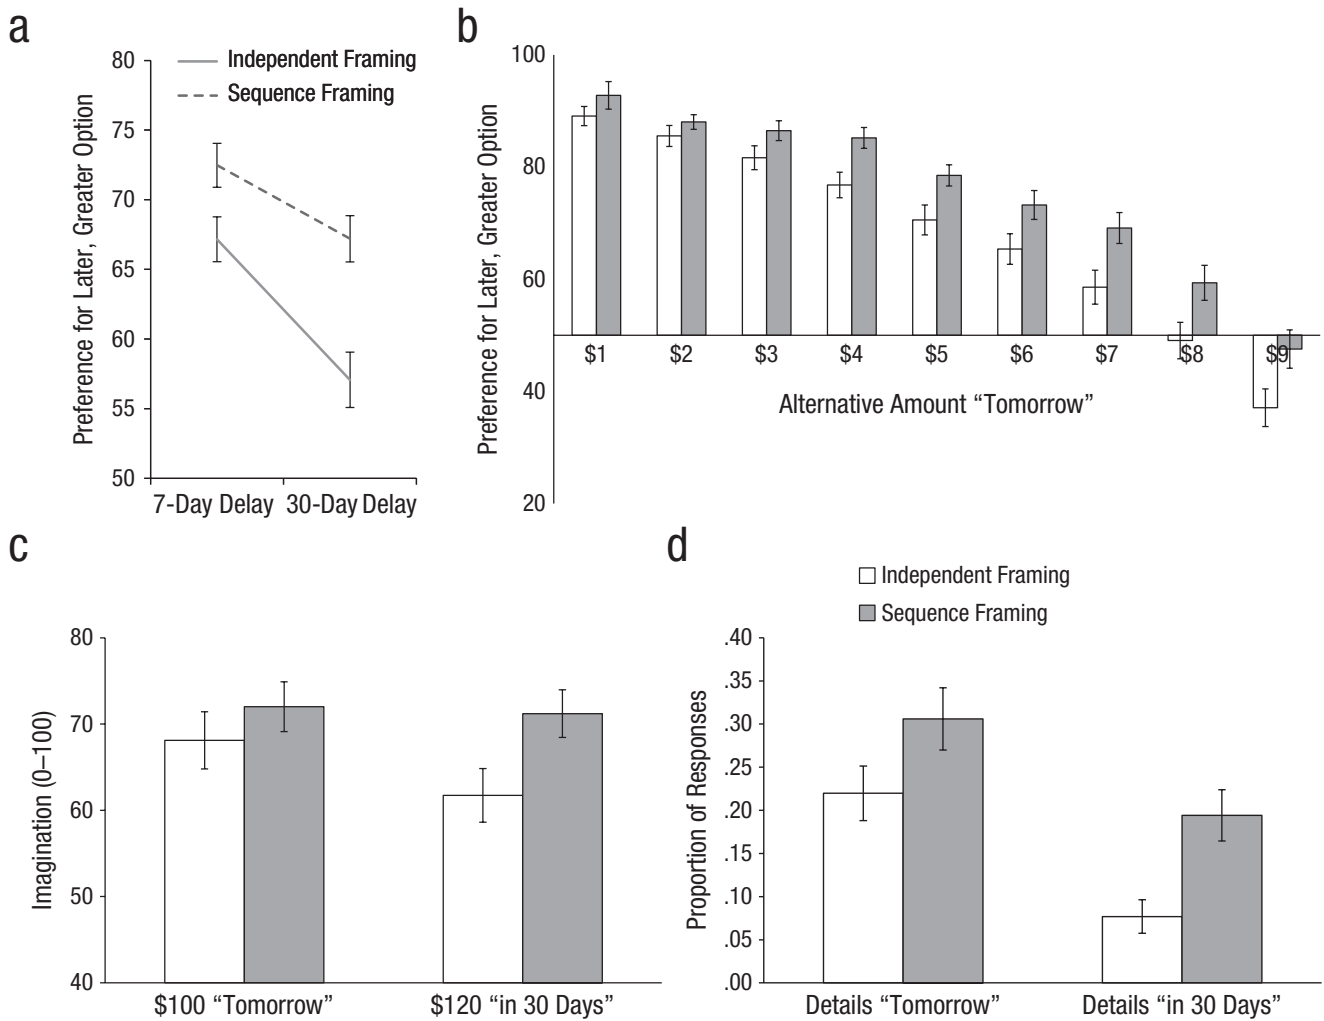 a
Preference for Later, Greater Option
80
75
70
65
60
55
50
Independent Framing
Sequence Framing
7-Day Delay 30-Day Delay
b
Preference for Later, Greater Option
100
80
60
40
20
$1 $2 $3 $4 $5 $6 $7 $8 $9
Alternative Amount “Tomorrow”
c
Imagination (0–100)
80
70
60
50
40
$100 “Tomorrow” $120 “in 30 Days”
d
Independent Framing
Sequence Framing
Proportion of Responses
.40
.35
.30
.25
.20
.15
.10
.05
.00
Details “Tomorrow” Details “in 30 Days”